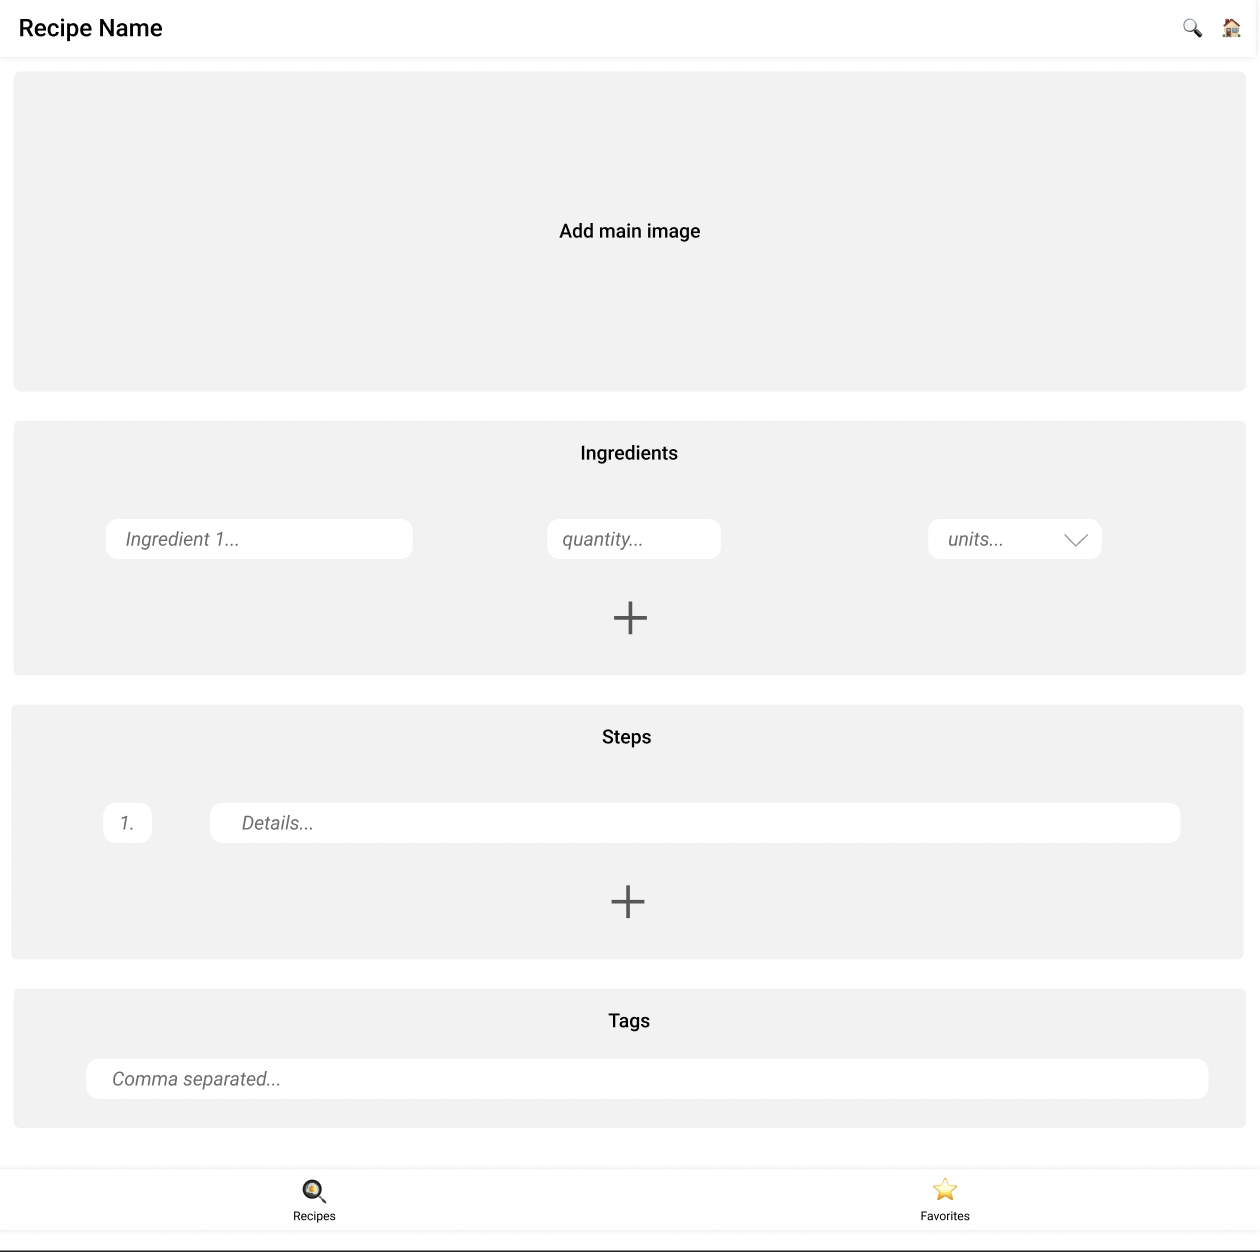 Recipe Name
Add main image
Ingredients
Ingredient 1... quantity... units...
Steps
1. Details...
Tags
Comma separated...
Recipes Favorites